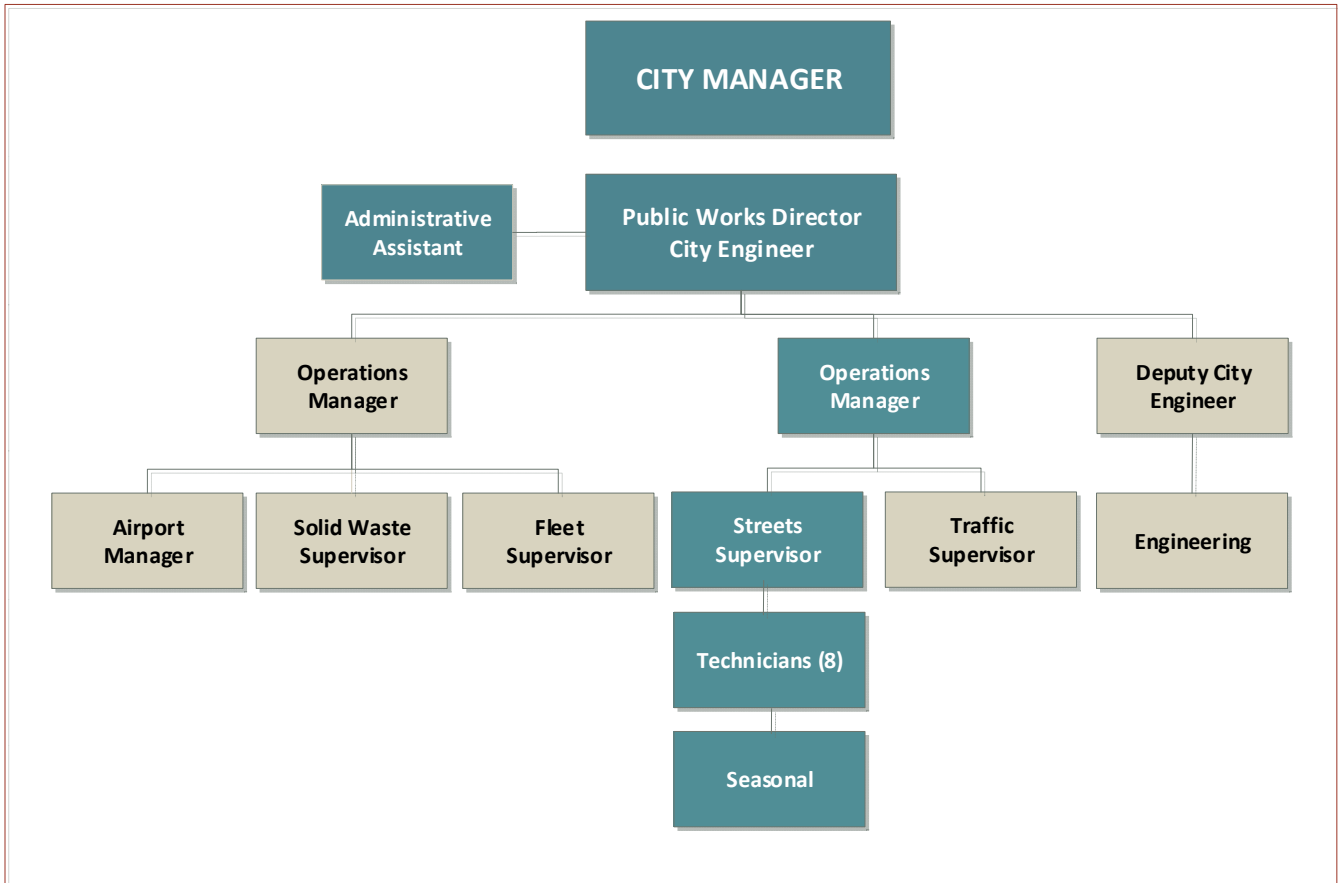 CITY MANAGER
Administrative
Assistant
Public Works Director
City Engineer
Operations
Manager
Operations
Manager
Deputy City
Engineer
Airport
Manager
Solid Waste
Supervisor
Fleet
Supervisor
Streets
Supervisor
Traffic
Supervisor
Engineering
Technicians (8)
Seasonal